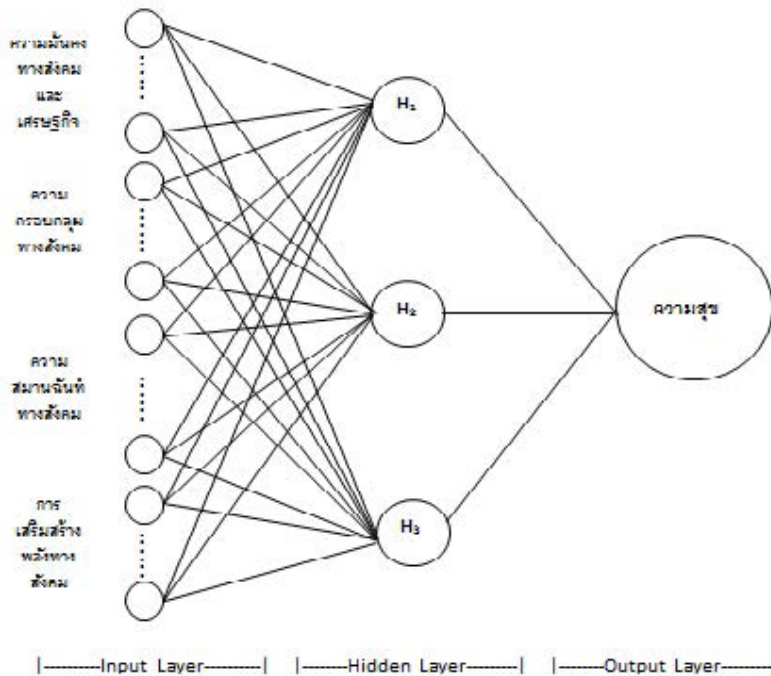 ความมั่นคง
ทางสังคม
และ
เศรษฐกิจ
ความ
ครอบคลุม
ทางสังคม
ความ
สมานฉันท์
ทางสังคม
การ
เสริมสร้าง
พลังทาง
สังคม
H₁
H₂
H₃
ความสุข
|----------Input Layer----------| |--------Hidden Layer---------| |---------Output Layer---------